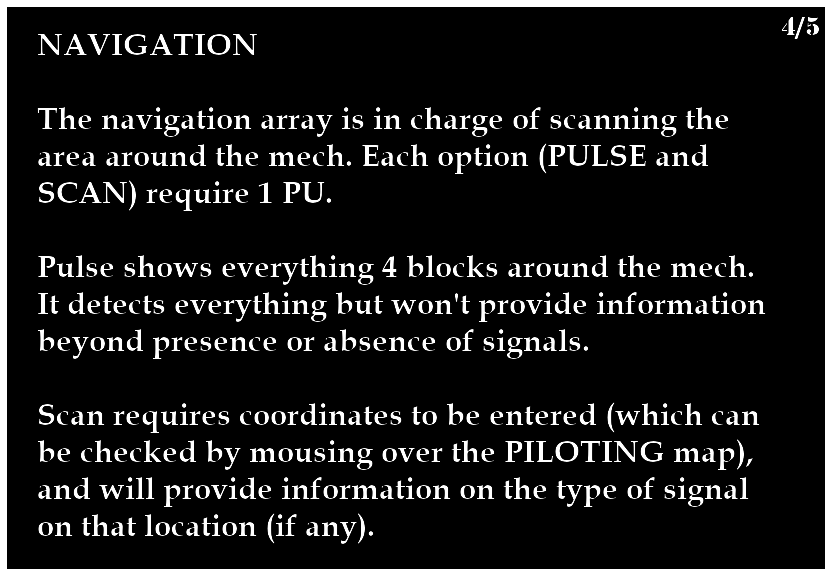 4/5
NAVIGATION
The navigation array is in charge of scanning the
area around the mech. Each option (PULSE and
SCAN) require 1 PU.
Pulse shows everything 4 blocks around the mech.
It detects everything but won't provide information
beyond presence or absence of signals.
Scan requires coordinates to be entered (which can
be checked by mousing over the PILOTING map),
and will provide information on the type of signal
on that location (if any).